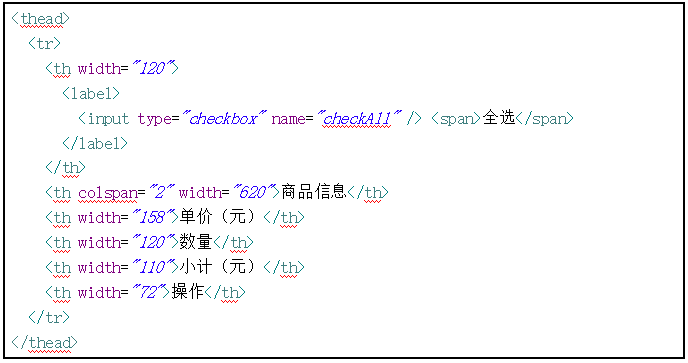 <thead>
<tr>
<th width="120">
<label>
<input type="checkbox" name="checkAll" /> <span>全选</span>
</label>
</th>
<th colspan="2" width="620">商品信息</th>
<th width="158">单价（元）</th>
<th width="120">数量</th>
<th width="110">小计（元）</th>
<th width="72">操作</th>
</tr>
</thead>